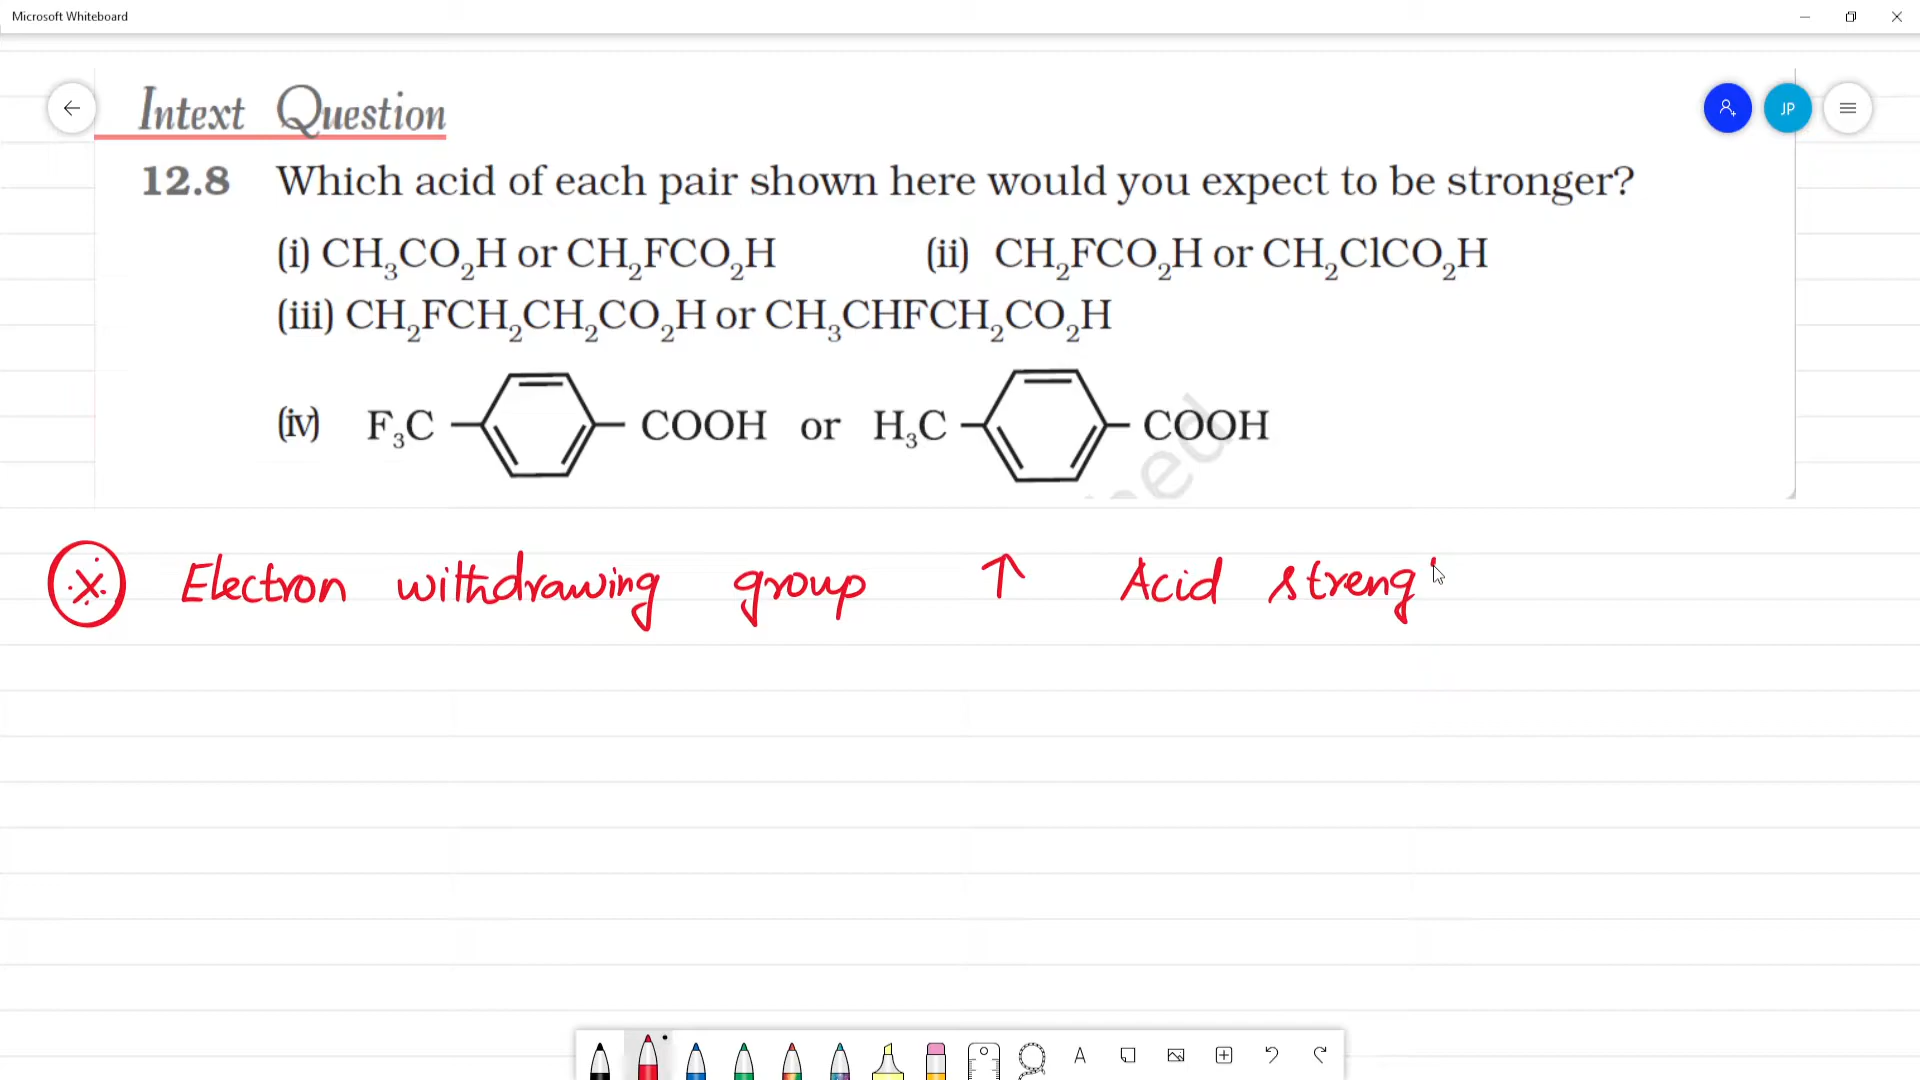 Microsoft Whiteboard
Intext Question
JP
12.8 Which acid of each pair shown here would you expect to be stronger?
(i) CH₃CO₂H or CH₂FCO₂H (ii) CH₂FCO₂H or CH₂ClCO₂H
(iii) CH₂FCH₂CH₂CO₂H or CH₃CHFCH₂CO₂H
(iv) F₃C COOH or H₃C COOH
Electron withdrawing group ↑ Acid streng
A